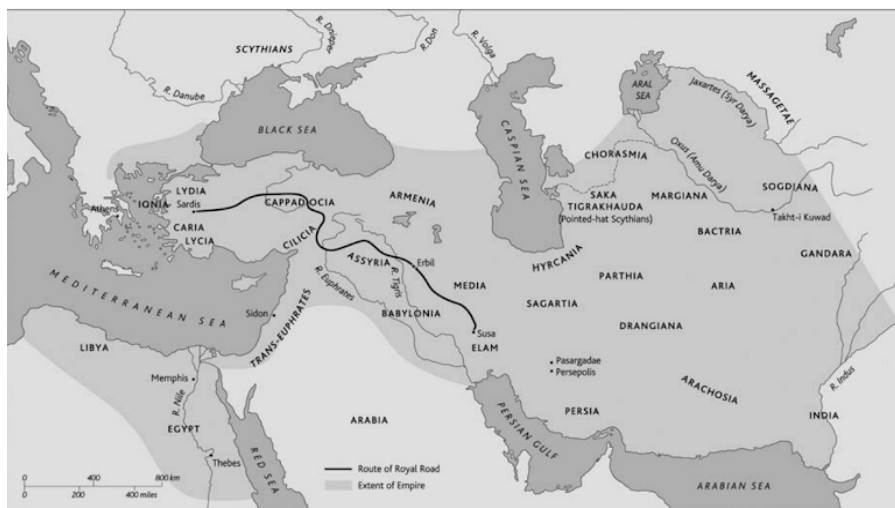 SCYTHIANS
R. Dnipper
R.Don
R. Volga
R. Danube
BLACK SEA
CASPIAN SEA
ARAL
SEA
Jaxartes (Syr Darya)
MASSAGETAE
Oxus (Amu Darya)
CHORASMIA
SAKA
TIGRAKHAUDA
(Pointed-hat Scythians)
MARGIANA
SOGDIANA
Takht-i Kuwad
BACTRIA
GANDARA
LYDIA
IONIA
Sardis
Athens
CARIA
LYCIA
CAPPADOCIA
CILICIA
ARMENIA
ASSYRIA
Erbil
R. Tigris
R. Euphrates
MEDIA
HYRCANIA
PARTHIA
ARIA
SAGARTIA
DRANGIANA
BABYLONIA
Susa
ELAM
MEDITERRANEAN SEA
Sidon
TRANS-EUPHRATES
LIBYA
Memphis
R. Nile
EGYPT
Thebes
RED SEA
ARABIA
Pasargadae
Persepolis
PERSIA
PERSIAN GULF
ARACHOSIA
INDIA
R. Indus
ARABIAN SEA
0 200 400 800 km
0 200 400 miles
Route of Royal Road
Extent of Empire